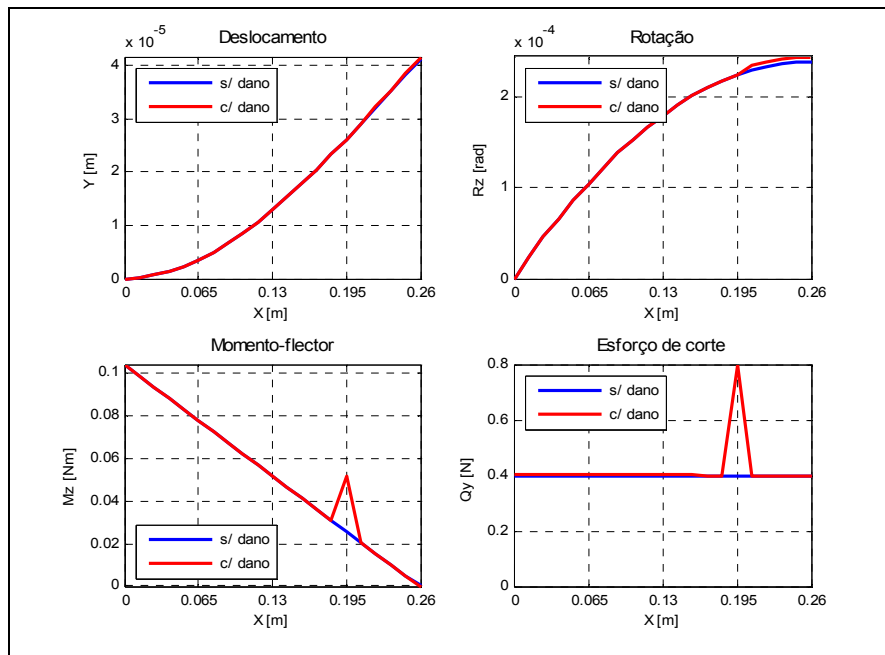 x 10⁻⁵
Deslocamento
4
3
2
1
0
Y [m]
s/ dano
c/ dano
0 0.065 0.13 0.195 0.26
X [m]
x 10⁻⁴
Rotação
2
1
0
Rz [rad]
s/ dano
c/ dano
0 0.065 0.13 0.195 0.26
X [m]
Momento-flector
0.1
0.08
0.06
0.04
0.02
0
Mz [Nm]
s/ dano
c/ dano
0 0.065 0.13 0.195 0.26
X [m]
Esforço de corte
0.8
0.6
0.4
0.2
0
Qy [N]
s/ dano
c/ dano
0 0.065 0.13 0.195 0.26
X [m]